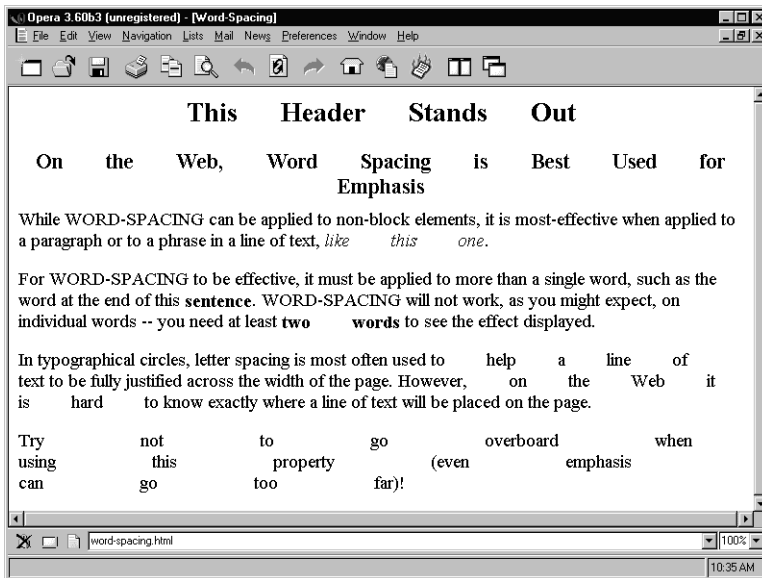 Opera 3.60b3 (unregistered) - [Word-Spacing]
File Edit View Navigation Lists Mail News Preferences Window Help
This Header Stands Out
On the Web, Word Spacing is Best Used for
Emphasis
While WORD-SPACING can be applied to non-block elements, it is most-effective when applied to
a paragraph or to a phrase in a line of text, like this one.
For WORD-SPACING to be effective, it must be applied to more than a single word, such as the
word at the end of this sentence. WORD-SPACING will not work, as you might expect, on
individual words -- you need at least two words to see the effect displayed.
In typographical circles, letter spacing is most often used to help a line of
text to be fully justified across the width of the page. However, on the Web it
is hard to know exactly where a line of text will be placed on the page.
Try not to go overboard when
using this property (even emphasis
can go too far)!
word-spacing.html 100%
10:35 AM